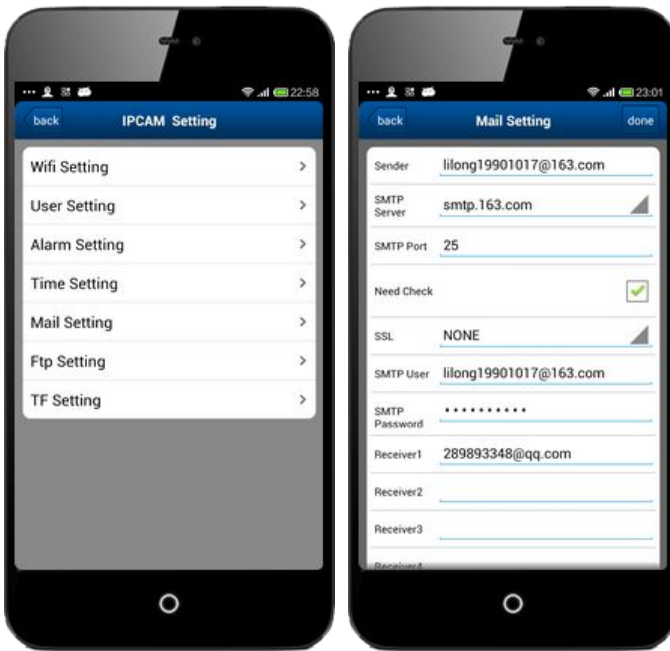 22:58
back
IPCAM Setting
Wifi Setting
User Setting
Alarm Setting
Time Setting
Mail Setting
Ftp Setting
TF Setting
23:01
back
Mail Setting
done
Sender lilong19901017@163.com
SMTP
Server
smtp.163.com
SMTP Port 25
Need Check
SSL NONE
SMTP User lilong19901017@163.com
SMTP
Password
••••••••••
Receiver1 289893348@qq.com
Receiver2
Receiver3
Receiver4